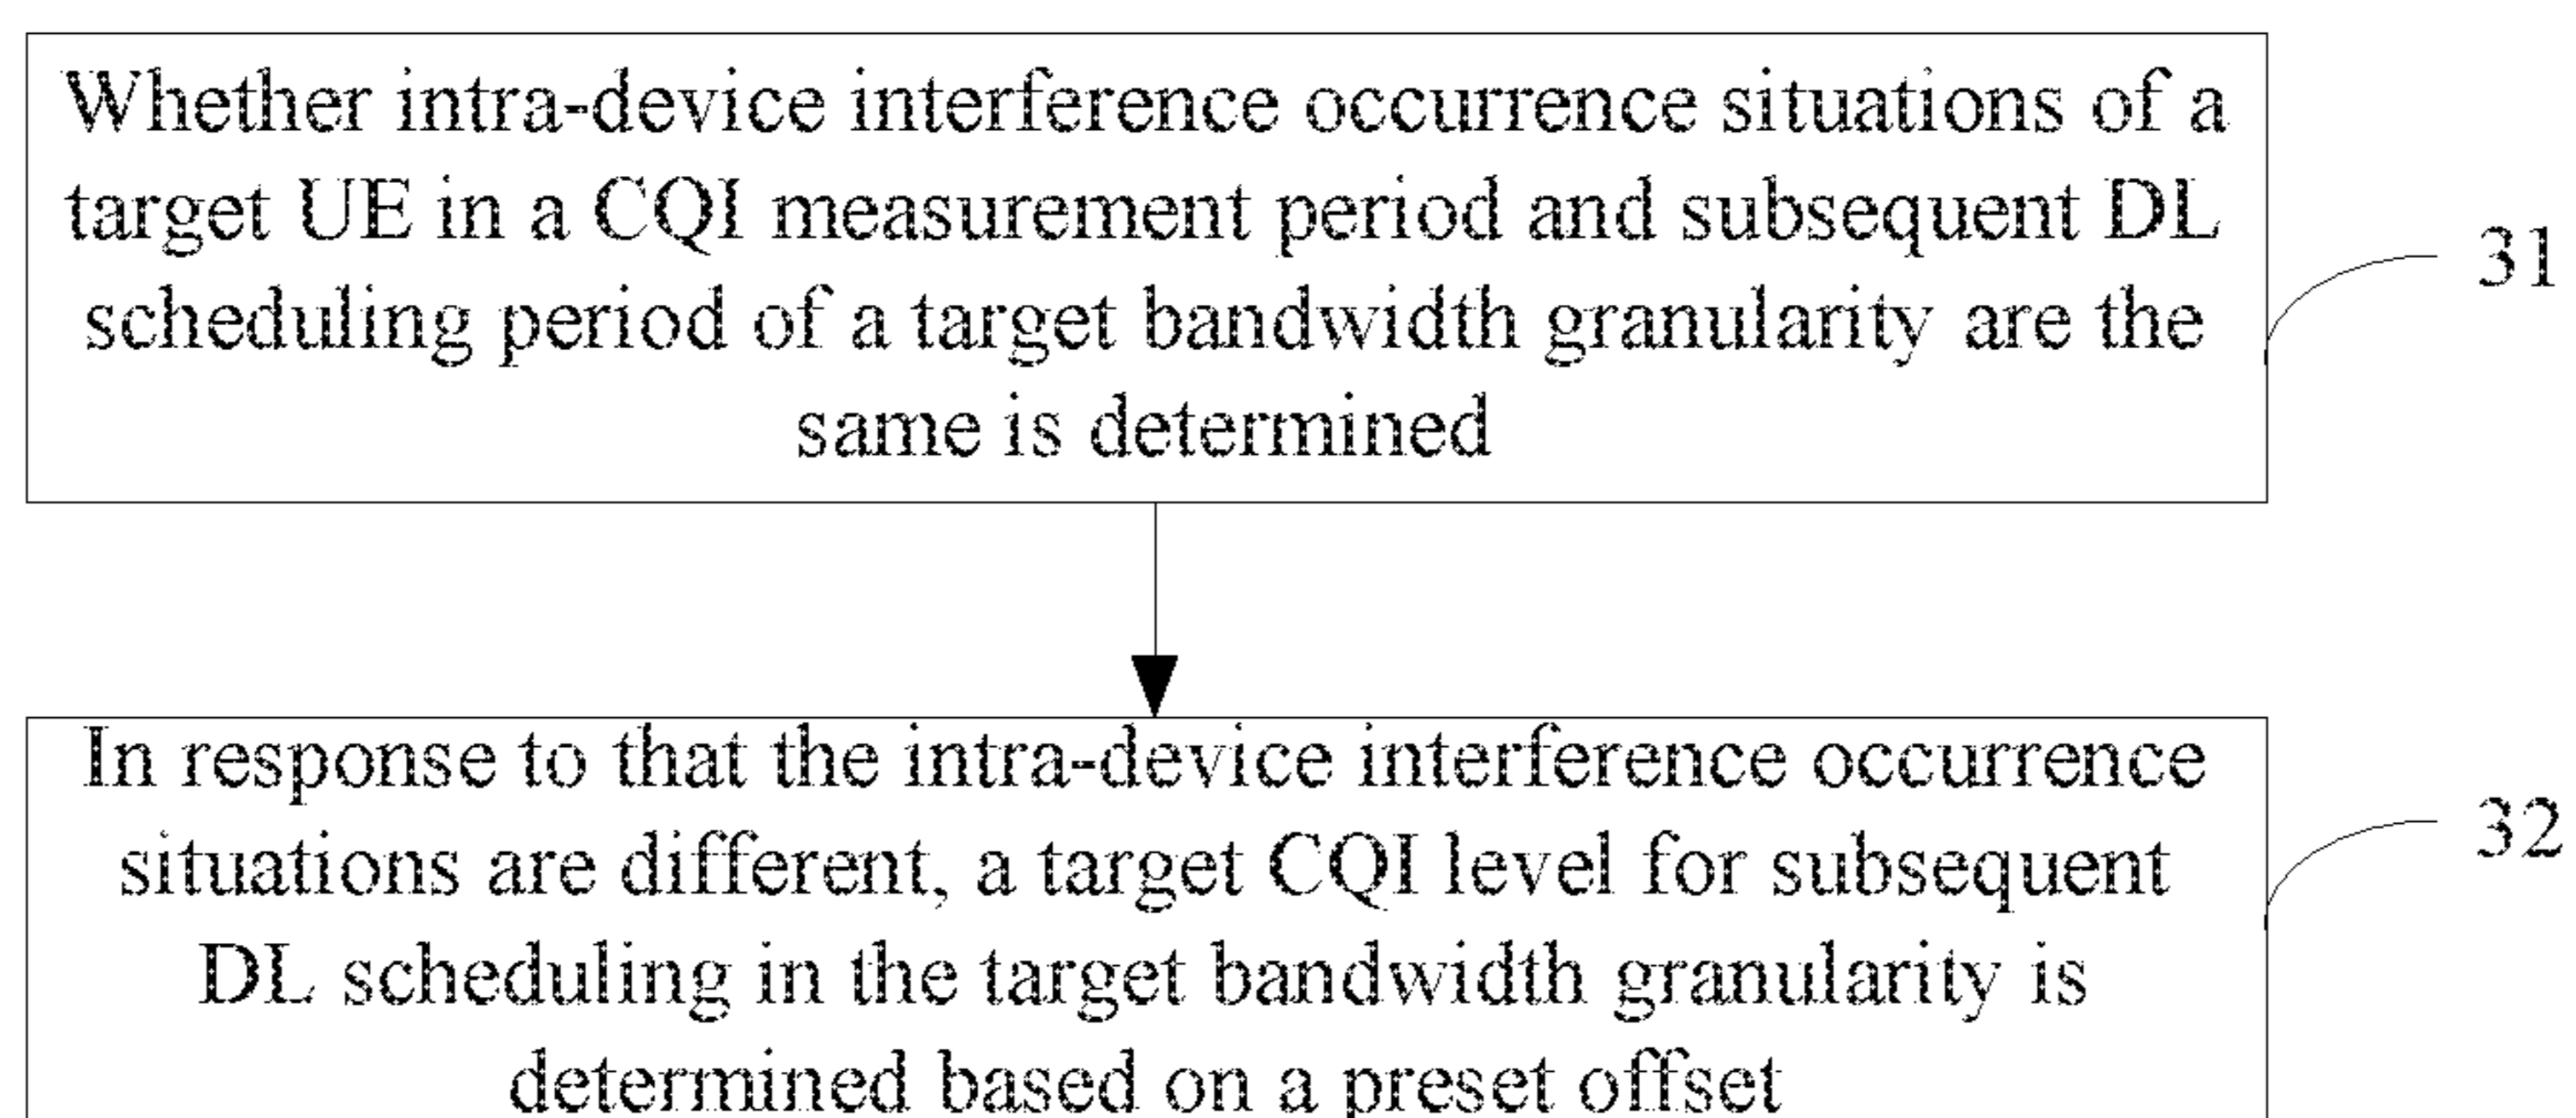 Whether intra-device interference occurrence situations of a
target UE in a CQI measurement period and subsequent DL
scheduling period of a target bandwidth granularity are the
same is determined
31
In response to that the intra-device interference occurrence
situations are different, a target CQI level for subsequent
DL scheduling in the target bandwidth granularity is
determined based on a preset offset
32